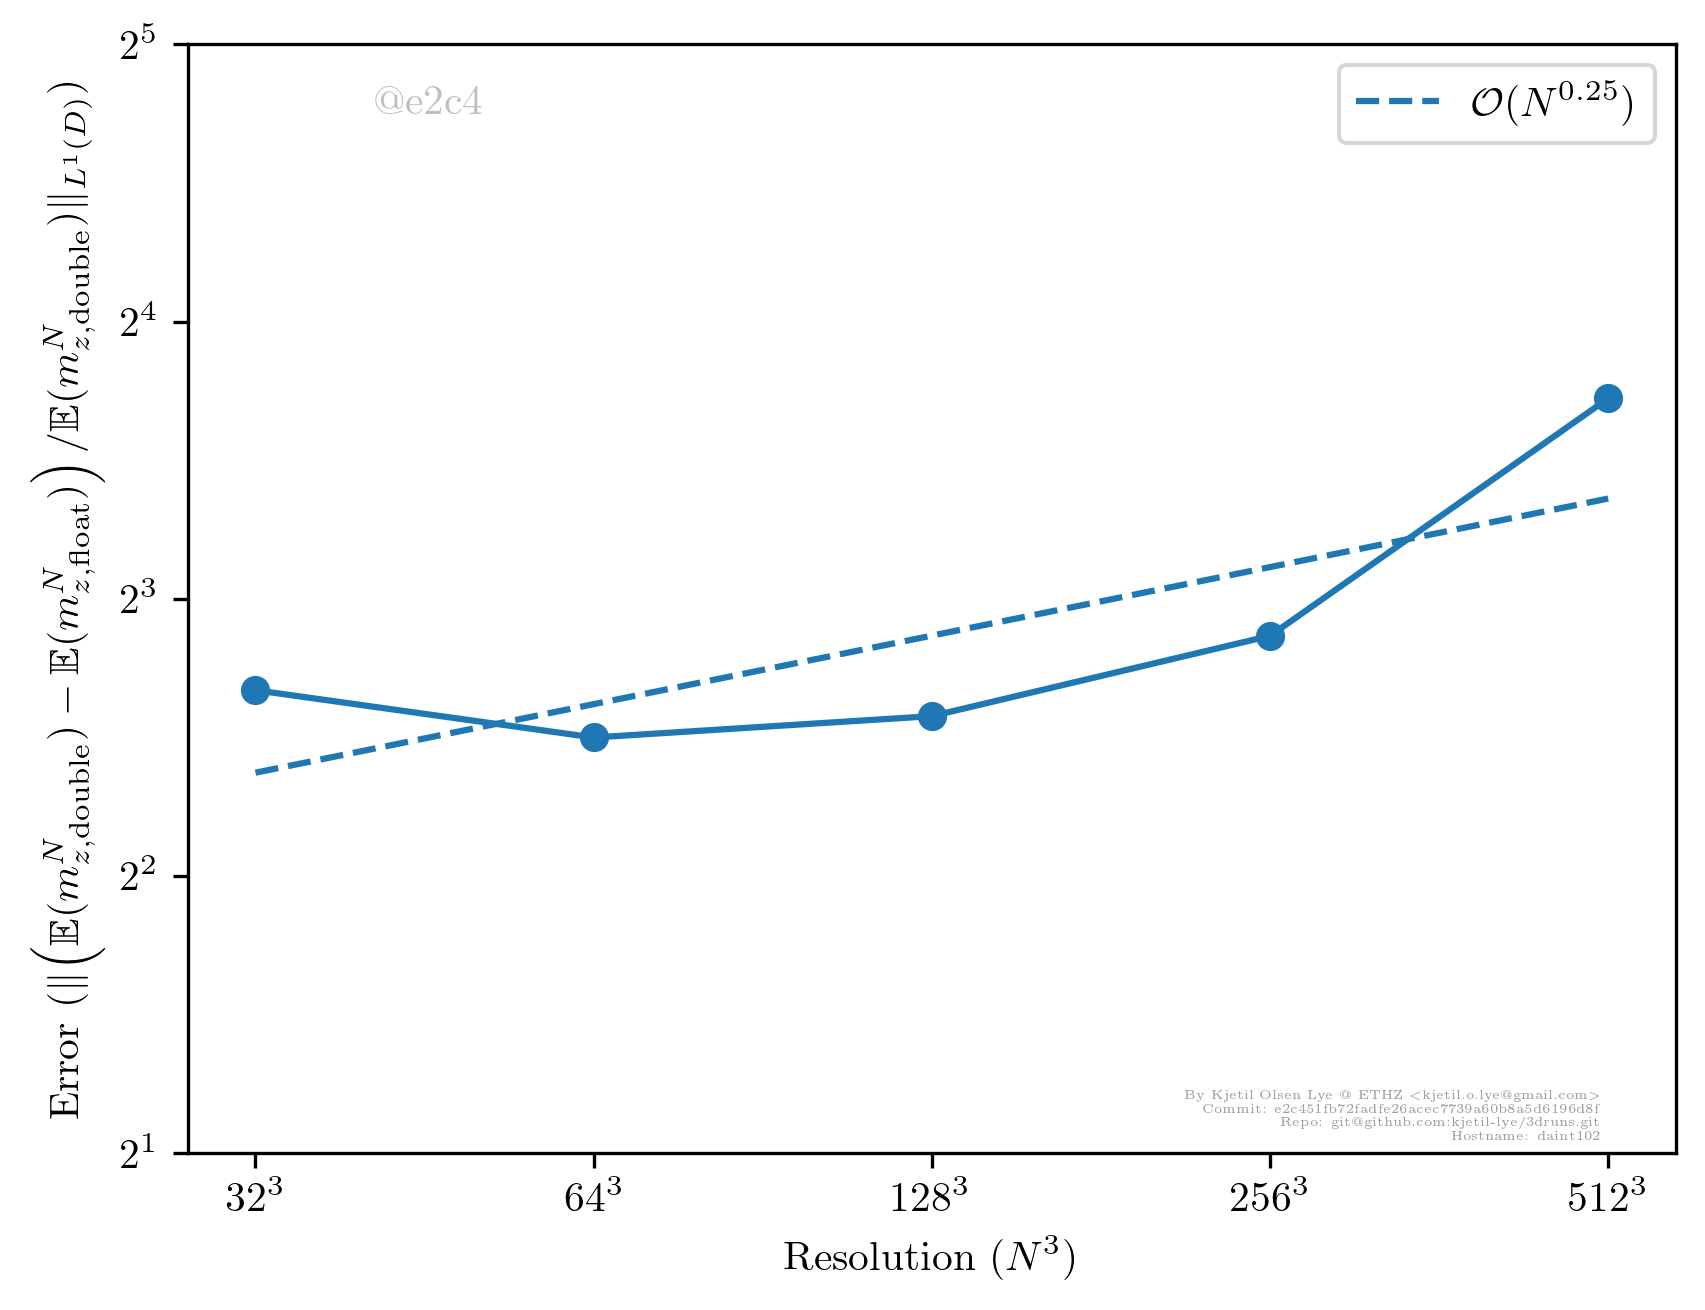 2^5
@e2c4
𝒪(N^0.25)
2^4
2^3
2^2
2^1
Error (||(𝔼(m^N_z,double) − 𝔼(m^N_z,float)) /𝔼(m^N_z,double)||_L^1(D))
By Kjetil Olsen Lye @ ETHZ <kjetil.o.lye@gmail.com>
Commit: e2c451fb72fadfe26acec7739a60b8a5d6196d8f
Repo: git@github.com:kjetil-lye/3druns.git
Hostname: daint102
32^3 64^3 128^3 256^3 512^3
Resolution (N^3)